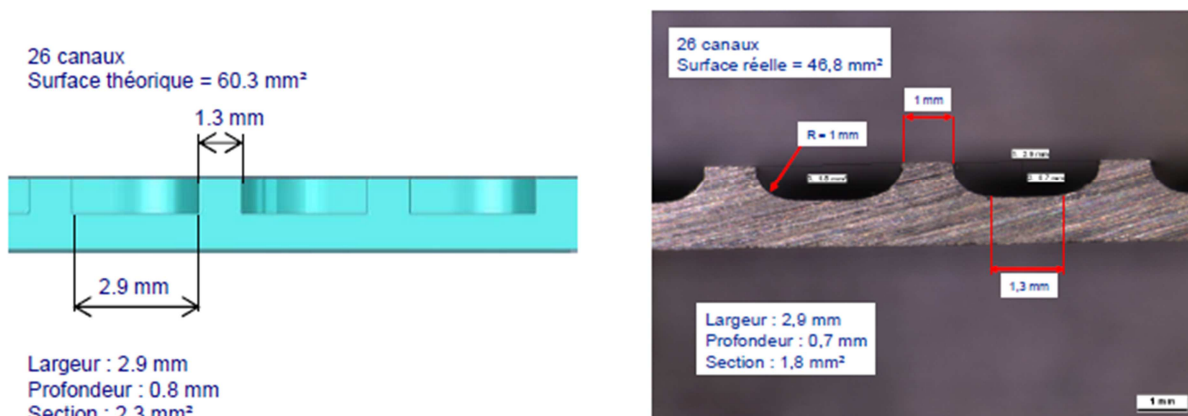 26 canaux
Surface théorique = 60.3 mm²
1.3 mm
2.9 mm
Largeur : 2.9 mm
Profondeur : 0.8 mm
Section : 2.3 mm²
26 canaux
Surface réelle = 46,8 mm²
1 mm
R = 1 mm
1,3 mm
Largeur : 2,9 mm
Profondeur : 0,7 mm
Section : 1,8 mm²
1 mm